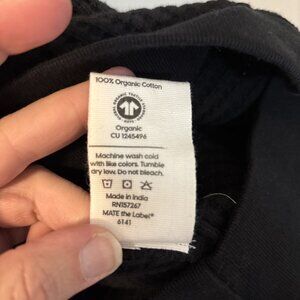 100% Organic Cotton
Organic
CU 1245496
Machine wash cold
with like colors. Tumble
dry low. Do not bleach.
Made in India
RN157267
MATE the Label®
6141